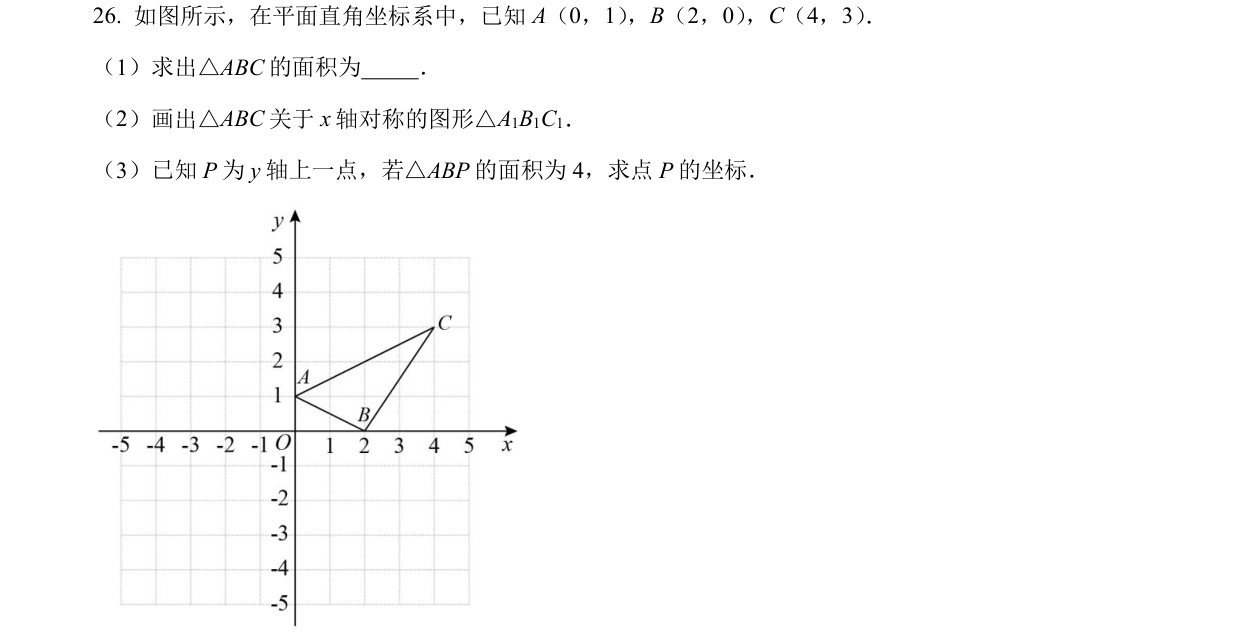 26. 如图所示，在平面直角坐标系中，已知 A（0，1），B（2，0），C（4，3）．
（1）求出△ABC 的面积为_____．
（2）画出△ABC 关于 x 轴对称的图形△A₁B₁C₁．
（3）已知 P 为 y 轴上一点，若△ABP 的面积为 4，求点 P 的坐标．
y
5
4
3 C
2
A
1
B
-5 -4 -3 -2 -1 O 1 2 3 4 5 x
-1
-2
-3
-4
-5